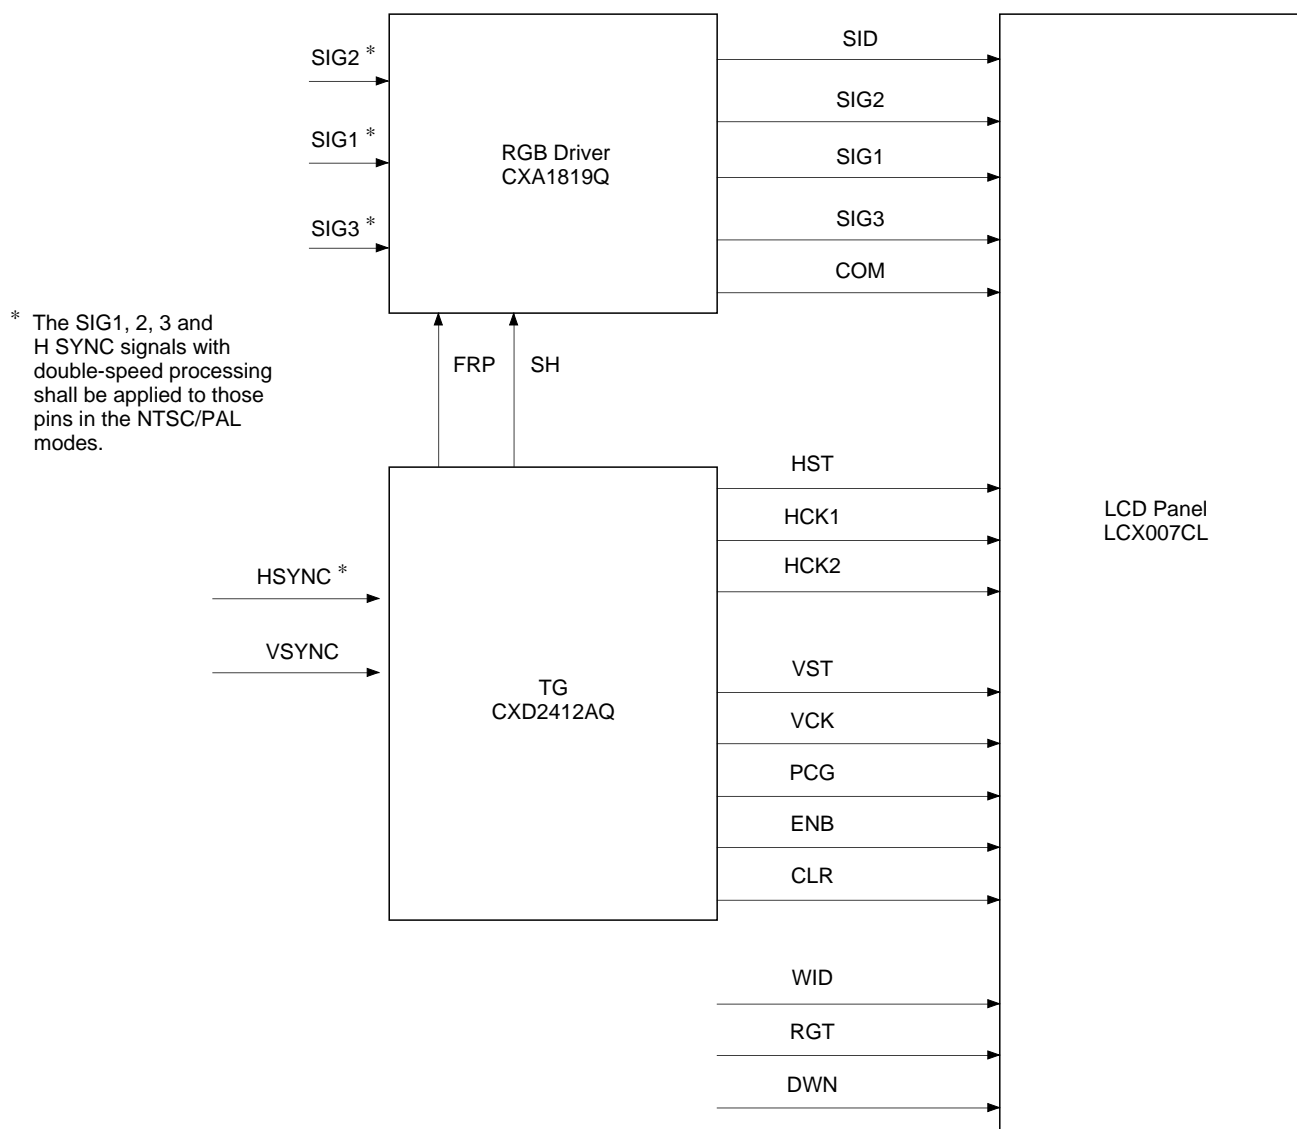 SIG2 *
SIG1 *
SIG3 *
RGB Driver
CXA1819Q
SID
SIG2
SIG1
SIG3
COM
* The SIG1, 2, 3 and
H SYNC signals with
double-speed processing
shall be applied to those
pins in the NTSC/PAL
modes.
FRP
SH
HSYNC *
VSYNC
TG
CXD2412AQ
HST
HCK1
HCK2
VST
VCK
PCG
ENB
CLR
WID
RGT
DWN
LCD Panel
LCX007CL